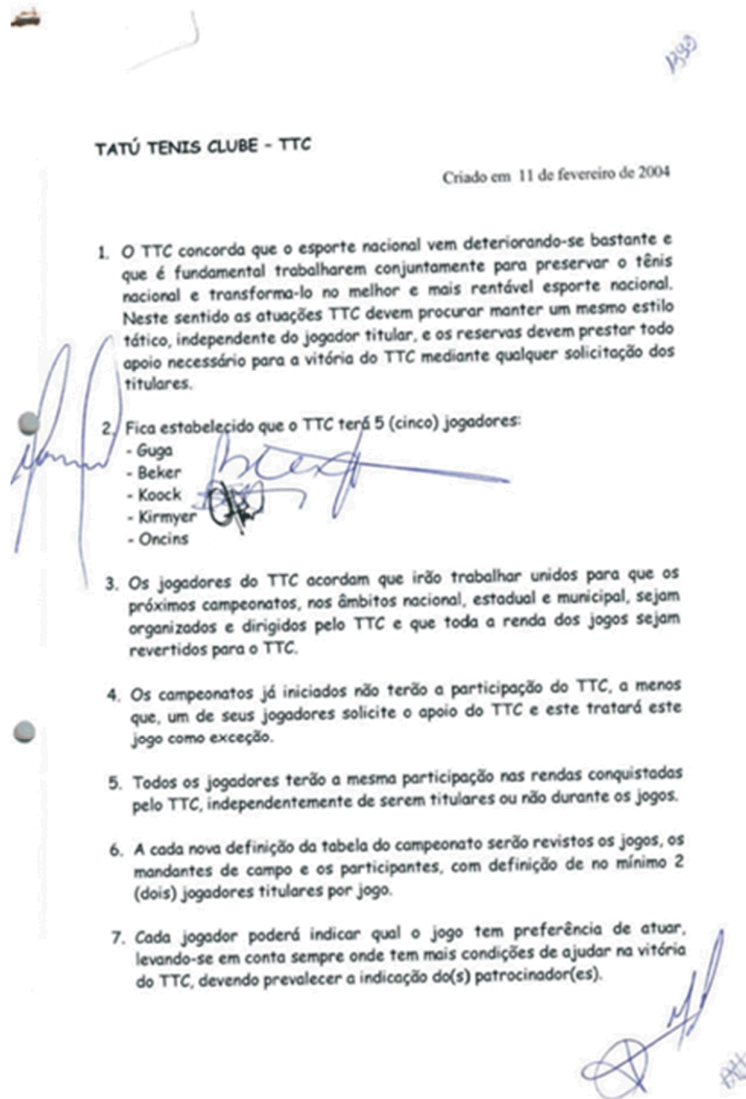 TATÚ TENIS CLUBE - TTC
Criado em 11 de fevereiro de 2004
1. O TTC concorda que o esporte nacional vem deteriorando-se bastante e
que é fundamental trabalharem conjuntamente para preservar o tênis
nacional e transforma-lo no melhor e mais rentável esporte nacional.
Neste sentido as atuações TTC devem procurar manter um mesmo estilo
tático, independente do jogador titular, e os reservas devem prestar todo
apoio necessário para a vitória do TTC mediante qualquer solicitação dos
titulares.
2. Fica estabelecido que o TTC terá 5 (cinco) jogadores:
- Guga
- Beker
- Koock
- Kirmyer
- Oncins
3. Os jogadores do TTC acordam que irão trabalhar unidos para que os
próximos campeonatos, nos âmbitos nacional, estadual e municipal, sejam
organizados e dirigidos pelo TTC e que toda a renda dos jogos sejam
revertidos para o TTC.
4. Os campeonatos já iniciados não terão a participação do TTC, a menos
que, um de seus jogadores solicite o apoio do TTC e este tratará este
jogo como exceção.
5. Todos os jogadores terão a mesma participação nas rendas conquistadas
pelo TTC, independentemente de serem titulares ou não durante os jogos.
6. A cada nova definição da tabela do campeonato serão revistos os jogos, os
mandantes de campo e os participantes, com definição de no mínimo 2
(dois) jogadores titulares por jogo.
7. Cada jogador poderá indicar qual o jogo tem preferência de atuar,
levando-se em conta sempre onde tem mais condições de ajudar na vitória
do TTC, devendo prevalecer a indicação do(s) patrocinador(es).